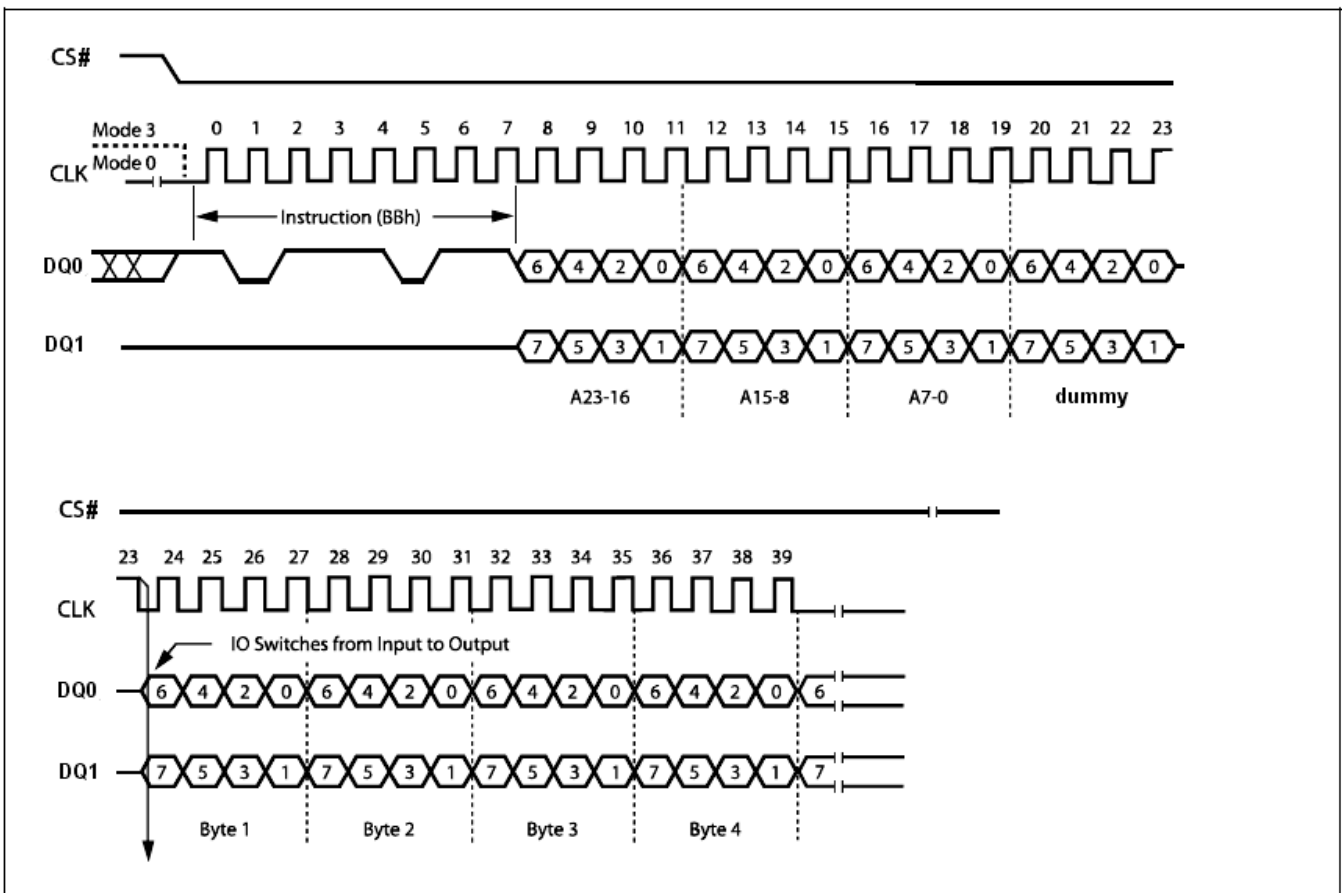 CS#
Mode 3
0 1 2 3 4 5 6 7 8 9 10 11 12 13 14 15 16 17 18 19 20 21 22 23
CLK Mode 0
Instruction (BBh)
DQ0 6 4 2 0 6 4 2 0 6 4 2 0 6 4 2 0
DQ1 7 5 3 1 7 5 3 1 7 5 3 1 7 5 3 1
A23-16 A15-8 A7-0 dummy
CS#
23 24 25 26 27 28 29 30 31 32 33 34 35 36 37 38 39
CLK
IO Switches from Input to Output
DQ0 6 4 2 0 6 4 2 0 6 4 2 0 6 4 2 0 6
DQ1 7 5 3 1 7 5 3 1 7 5 3 1 7 5 3 1 7
Byte 1 Byte 2 Byte 3 Byte 4